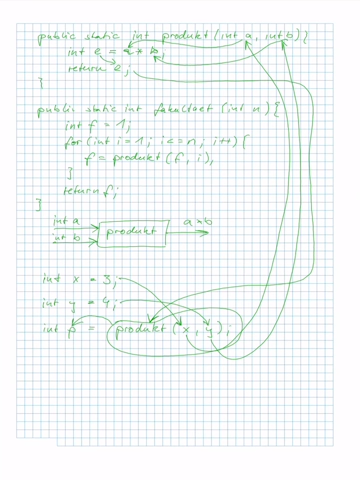 public static int produkt (int a, int b) {
int e = a * b;
return e;
}
public static int fakultaet (int n) {
int f = 1;
for (int i = 1; i <= n; i++) {
f = produkt (f, i);
}
return f;
}
int a
int b
produkt
a*b
int x = 3;
int y = 4;
int p = produkt (x, y);